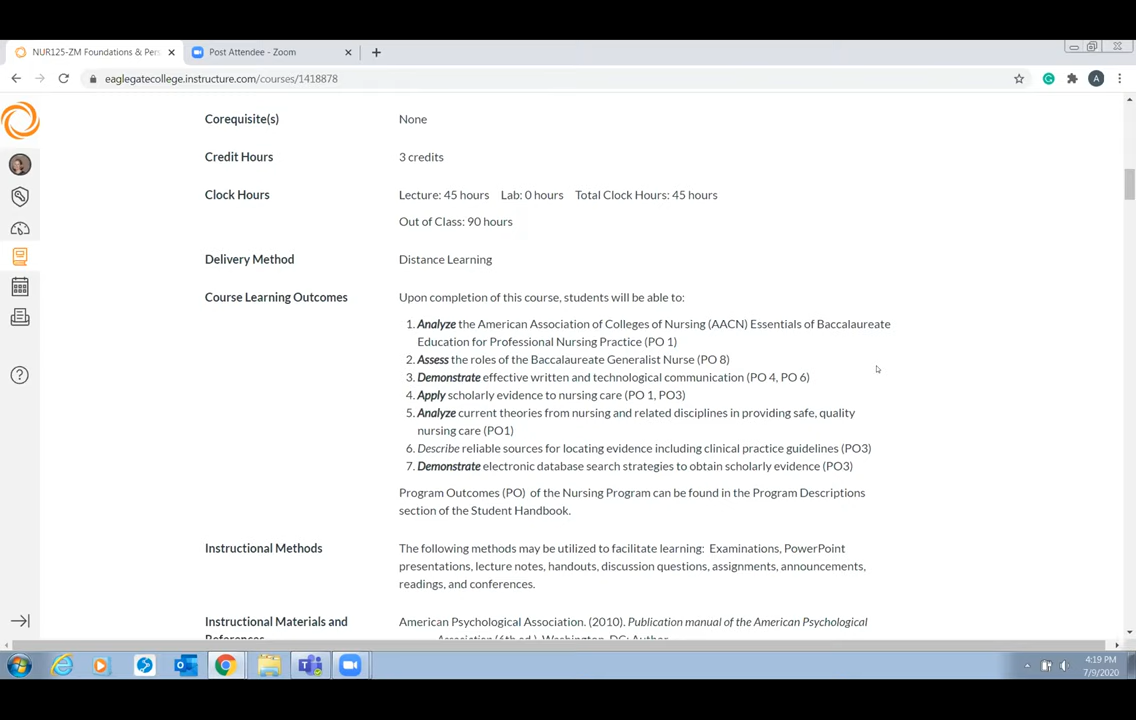 NUR125-ZM Foundations & Pers
Post Attendee - Zoom
eaglegatecollege.instructure.com/courses/1418878
A
Corequisite(s) None
Credit Hours 3 credits
Clock Hours Lecture: 45 hours Lab: 0 hours Total Clock Hours: 45 hours
Out of Class: 90 hours
Delivery Method Distance Learning
Course Learning Outcomes Upon completion of this course, students will be able to:
1. Analyze the American Association of Colleges of Nursing (AACN) Essentials of Baccalaureate
Education for Professional Nursing Practice (PO 1)
2. Assess the roles of the Baccalaureate Generalist Nurse (PO 8)
3. Demonstrate effective written and technological communication (PO 4, PO 6)
4. Apply scholarly evidence to nursing care (PO 1, PO3)
5. Analyze current theories from nursing and related disciplines in providing safe, quality
nursing care (PO1)
6. Describe reliable sources for locating evidence including clinical practice guidelines (PO3)
7. Demonstrate electronic database search strategies to obtain scholarly evidence (PO3)
Program Outcomes (PO) of the Nursing Program can be found in the Program Descriptions
section of the Student Handbook.
Instructional Methods The following methods may be utilized to facilitate learning: Examinations, PowerPoint
presentations, lecture notes, handouts, discussion questions, assignments, announcements,
readings, and conferences.
Instructional Materials and American Psychological Association. (2010). Publication manual of the American Psychological
References Association (6th ed.). Washington, DC: Author
4:19 PM
7/9/2020